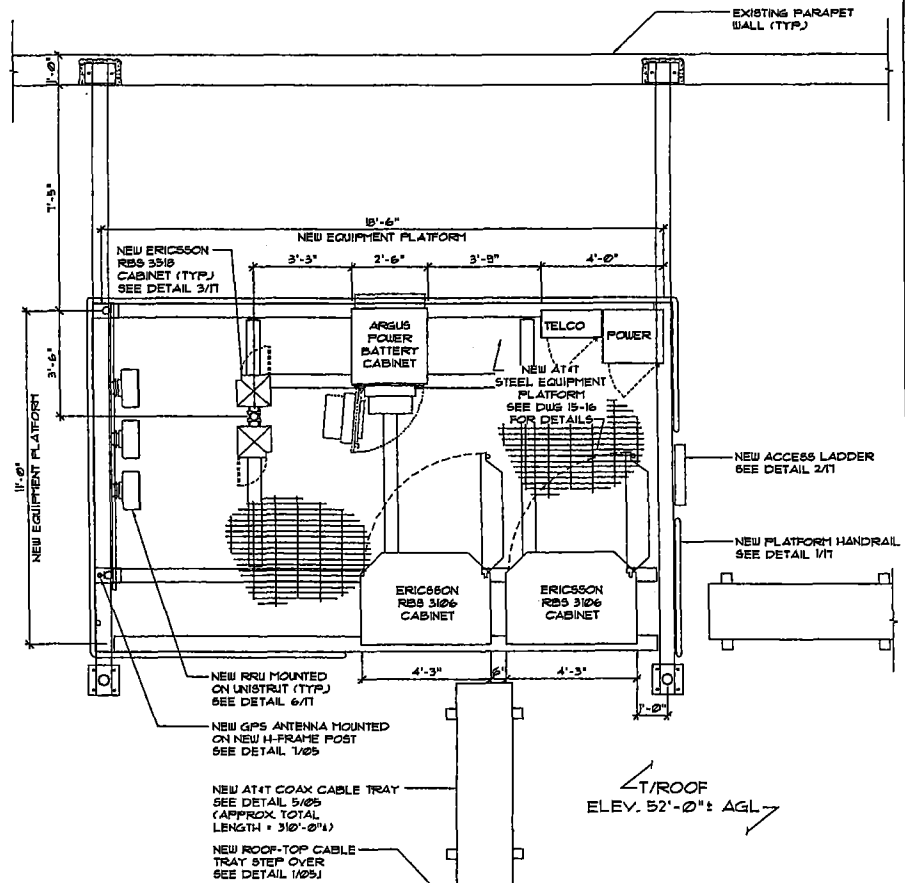 EXISTING PARAPET
WALL (TYP.)
1'-0"
7'-5"
18'-6"
NEW EQUIPMENT PLATFORM
NEW ERICSSON
RBS 3518
CABINET (TYP.)
SEE DETAIL 3/17
3'-3"
2'-6"
3'-9"
4'-0"
ARGUS
POWER
BATTERY
CABINET
TELCO
POWER
3'-6"
11'-0"
NEW EQUIPMENT PLATFORM
NEW AT&T
STEEL EQUIPMENT
PLATFORM
SEE DWG 15-16
FOR DETAILS
NEW ACCESS LADDER
SEE DETAIL 2/17
NEW PLATFORM HANDRAIL
SEE DETAIL 1/17
ERICSSON
RBS 3106
CABINET
ERICSSON
RBS 3106
CABINET
4'-3"
6"
4'-3"
1'-0"
NEW RRU MOUNTED
ON UNISTRUT (TYP.)
SEE DETAIL 6/17
NEW GPS ANTENNA MOUNTED
ON NEW H-FRAME POST
SEE DETAIL 7/05
NEW AT&T COAX CABLE TRAY
SEE DETAIL 5/05
(APPROX. TOTAL
LENGTH = 310'-0"±)
NEW ROOF-TOP CABLE
TRAY STEP OVER
SEE DETAIL 1/05
T/ROOF
ELEV. 52'-0"± AGL